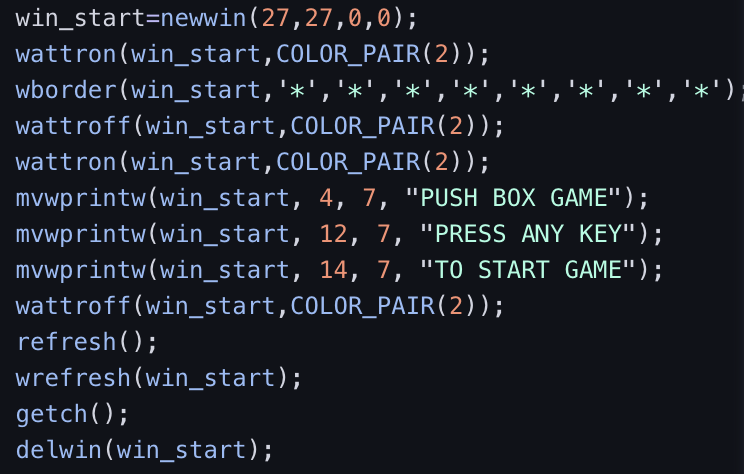 win_start=newwin(27,27,0,0);
wattron(win_start,COLOR_PAIR(2));
wborder(win_start,'*','*','*','*','*','*','*','*');
wattroff(win_start,COLOR_PAIR(2));
wattron(win_start,COLOR_PAIR(2));
mvwprintw(win_start, 4, 7, "PUSH BOX GAME");
mvwprintw(win_start, 12, 7, "PRESS ANY KEY");
mvwprintw(win_start, 14, 7, "TO START GAME");
wattroff(win_start,COLOR_PAIR(2));
refresh();
wrefresh(win_start);
getch();
delwin(win_start);